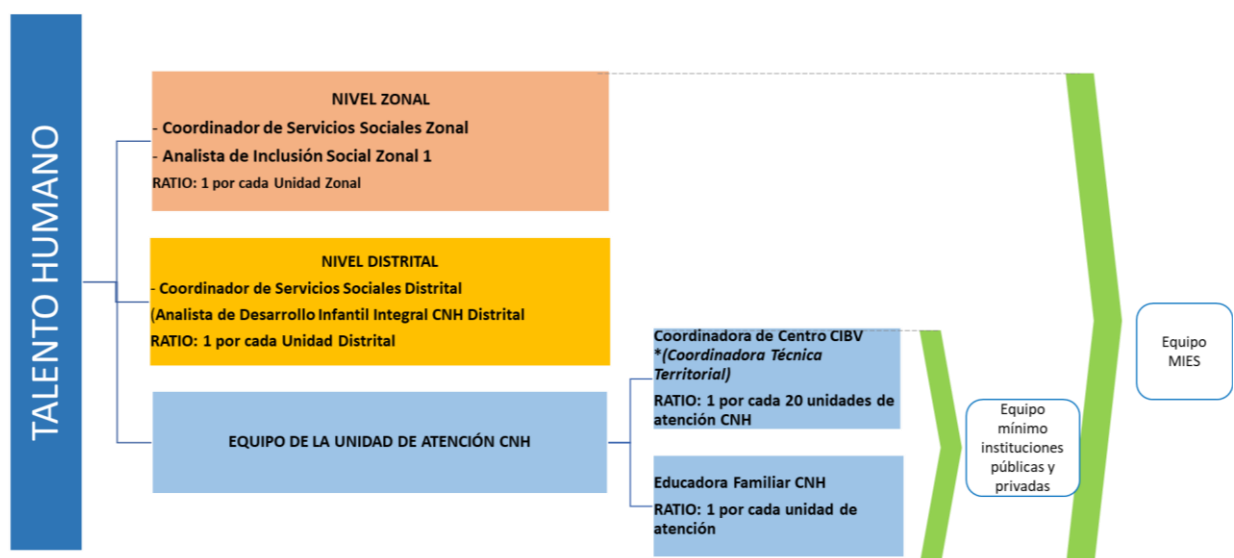 TALENTO HUMANO
NIVEL ZONAL
- Coordinador de Servicios Sociales Zonal
- Analista de Inclusión Social Zonal 1
RATIO: 1 por cada Unidad Zonal
NIVEL DISTRITAL
- Coordinador de Servicios Sociales Distrital
(Analista de Desarrollo Infantil Integral CNH Distrital
RATIO: 1 por cada Unidad Distrital
EQUIPO DE LA UNIDAD DE ATENCIÓN CNH
Coordinadora de Centro CIBV
*(Coordinadora Técnica
Territorial)
RATIO: 1 por cada 20 unidades de
atención CNH
Educadora Familiar CNH
RATIO: 1 por cada unidad de
atención
Equipo
mínimo
instituciones
públicas y
privadas
Equipo
MIES